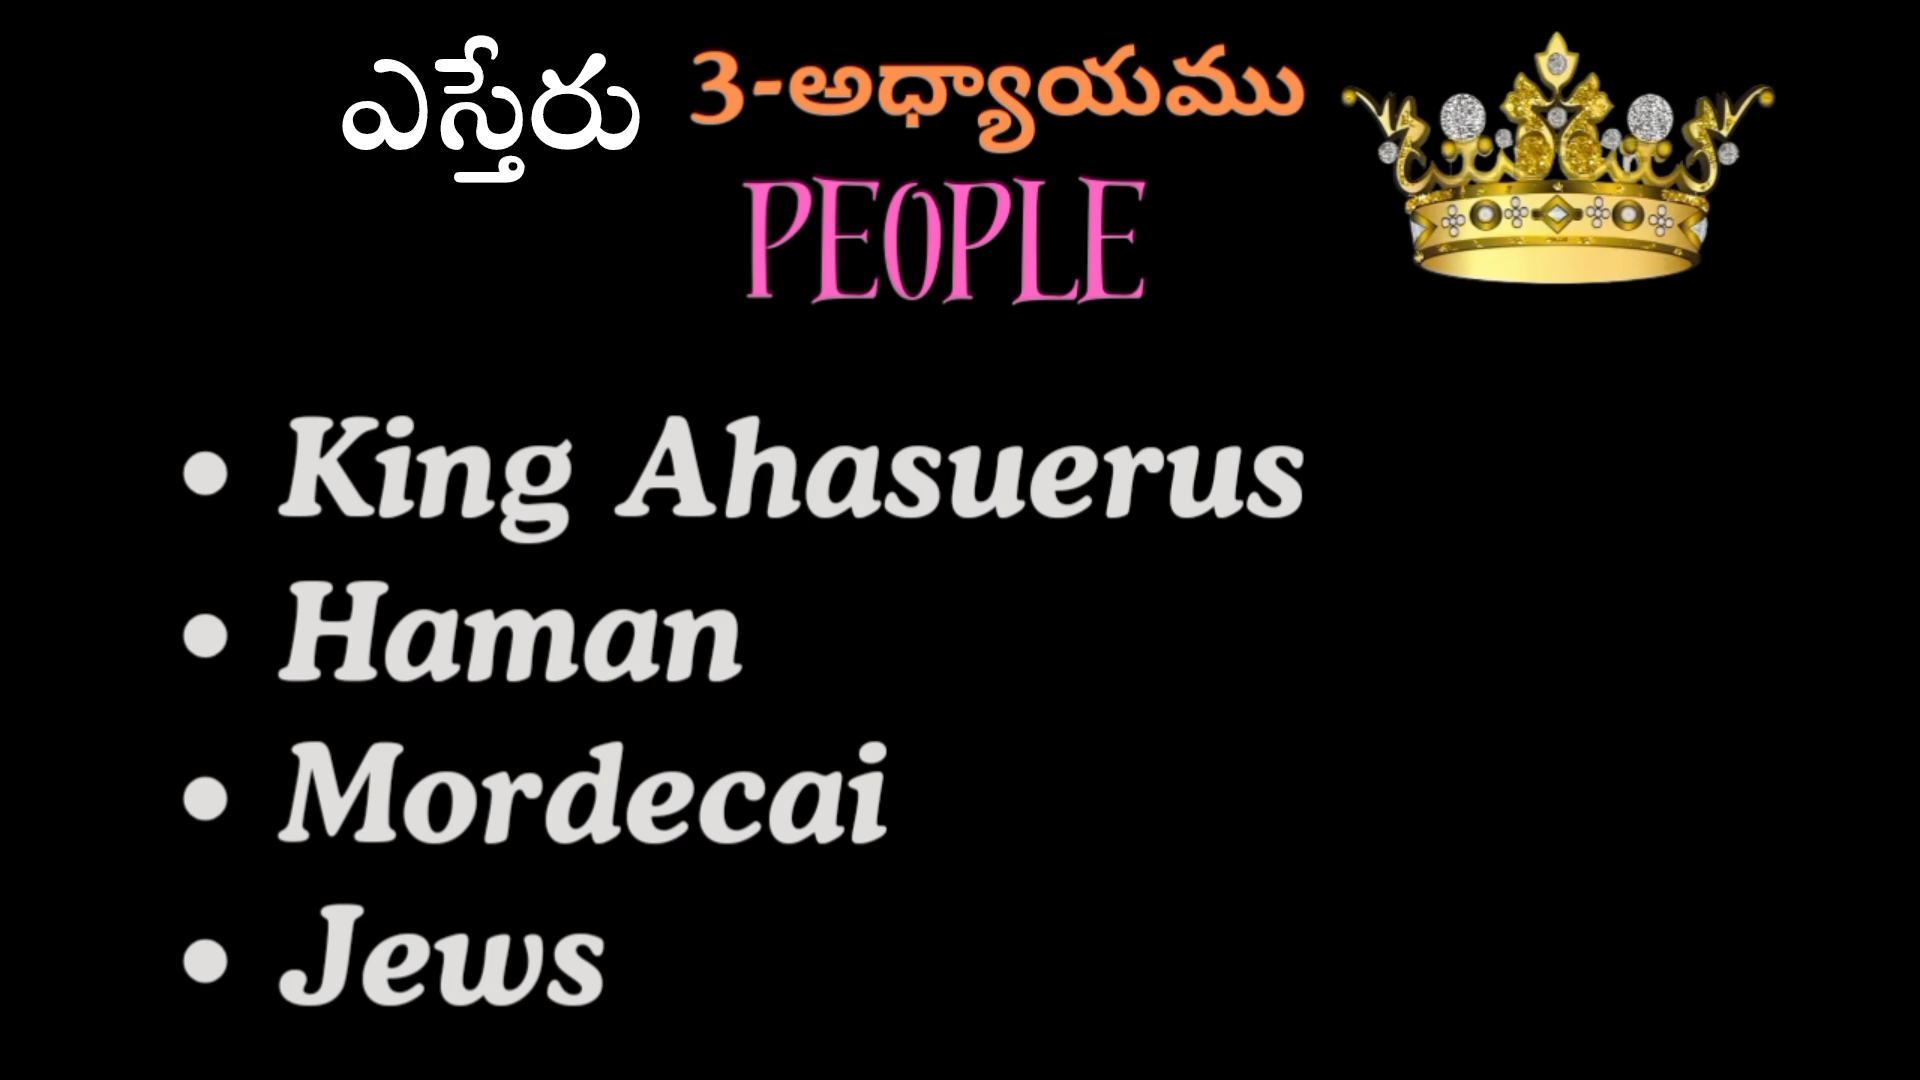 ఎస్తేరు 3-అధ్యాయము
PEOPLE
• King Ahasuerus
• Haman
• Mordecai
• Jews